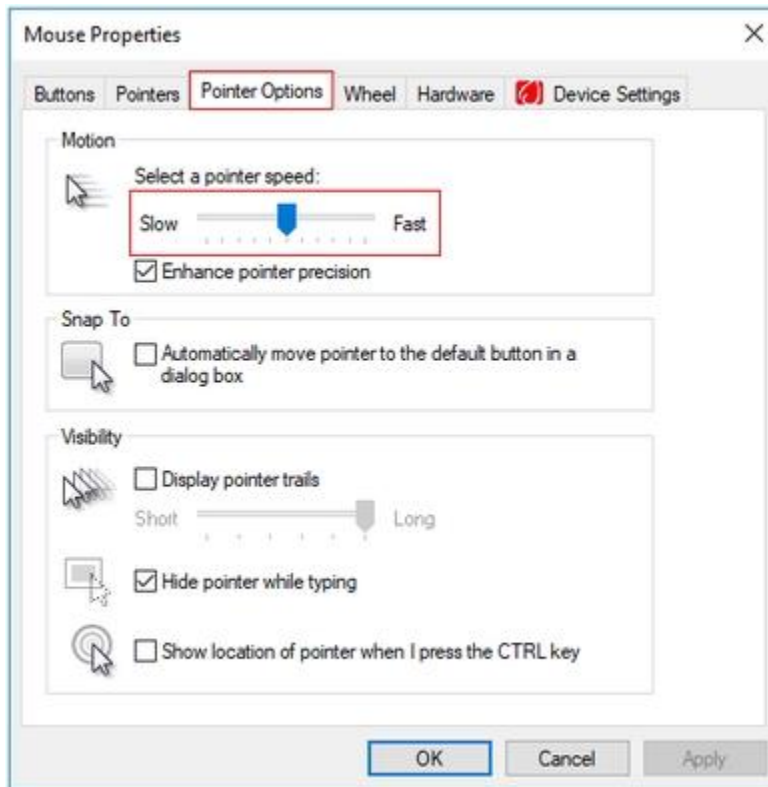 Mouse Properties
Buttons Pointers Pointer Options Wheel Hardware Device Settings
Motion
Select a pointer speed:
Slow Fast
Enhance pointer precision
Snap To
Automatically move pointer to the default button in a
dialog box
Visibility
Display pointer trails
Short Long
Hide pointer while typing
Show location of pointer when I press the CTRL key
OK Cancel Apply